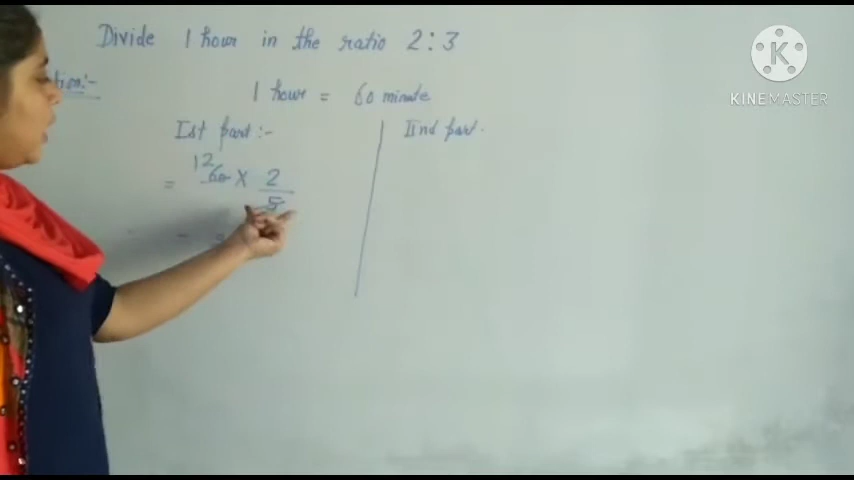 Divide 1 hour in the ratio 2:3
tion:-
1 hour = 60 minute
Ist part :-
IInd part.
12
= 60 × 2
5
K
KINEMASTER